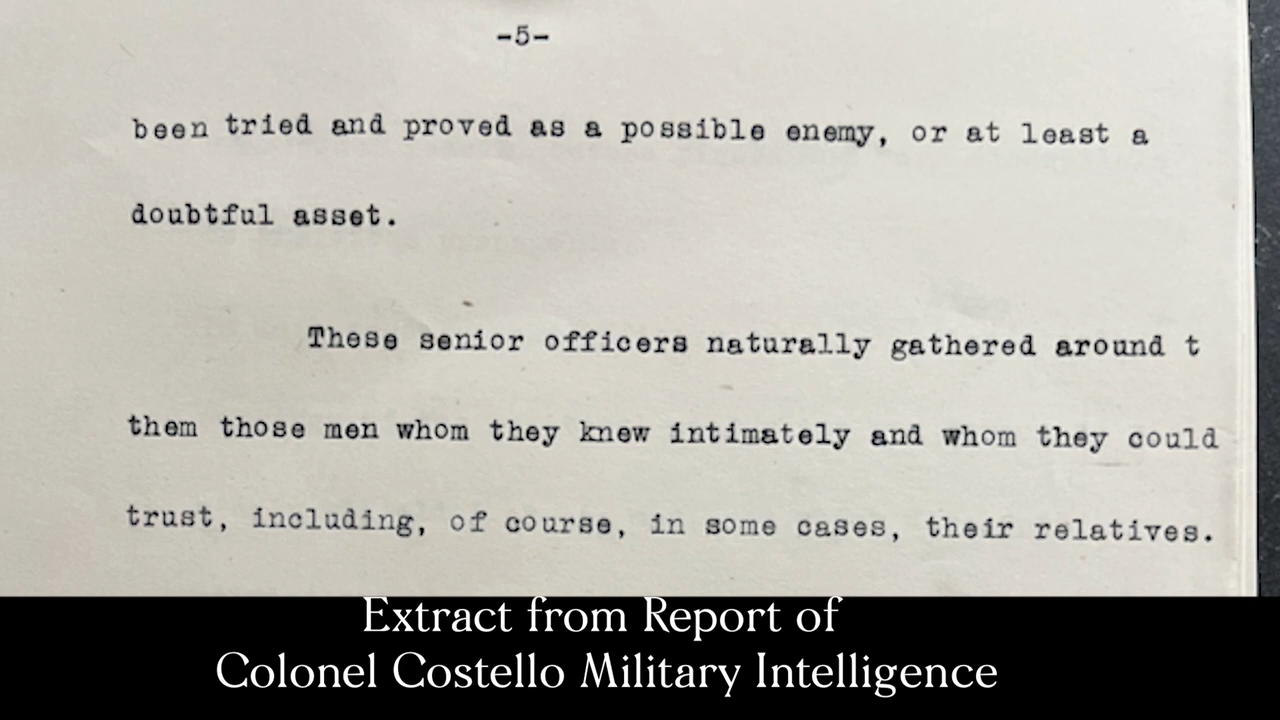 -5-
been tried and proved as a possible enemy, or at least a
doubtful asset.
These senior officers naturally gathered around t
them those men whom they knew intimately and whom they could
trust, including, of course, in some cases, their relatives.
Extract from Report of
Colonel Costello Military Intelligence